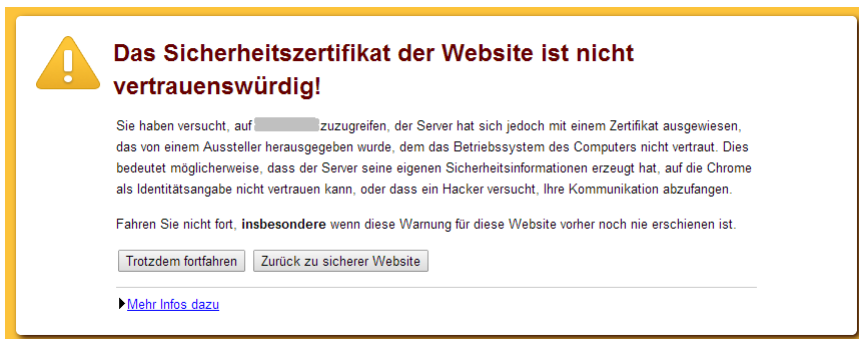 Das Sicherheitszertifikat der Website ist nicht
vertrauenswürdig!
Sie haben versucht, auf zuzugreifen, der Server hat sich jedoch mit einem Zertifikat ausgewiesen,
das von einem Aussteller herausgegeben wurde, dem das Betriebssystem des Computers nicht vertraut. Dies
bedeutet möglicherweise, dass der Server seine eigenen Sicherheitsinformationen erzeugt hat, auf die Chrome
als Identitätsangabe nicht vertrauen kann, oder dass ein Hacker versucht, Ihre Kommunikation abzufangen.
Fahren Sie nicht fort, insbesondere wenn diese Warnung für diese Website vorher noch nie erschienen ist.
Trotzdem fortfahren Zurück zu sicherer Website
Mehr Infos dazu